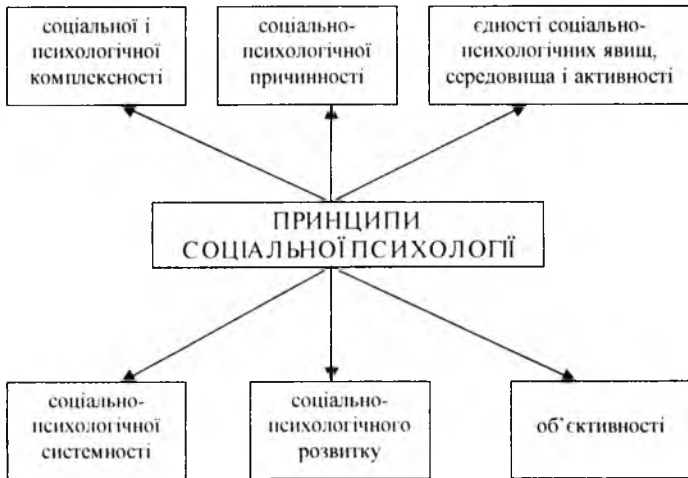 соціальної і
психологічної
комплексності
соціально-
психологічної
причинності
єдності соціально-
психологічних явищ,
середовища і активності
ПРИНЦИПИ
СОЦІАЛЬНОЇ ПСИХОЛОГІЇ
соціально-
психологічної
системності
соціально-
психологічного
розвитку
об`єктивності